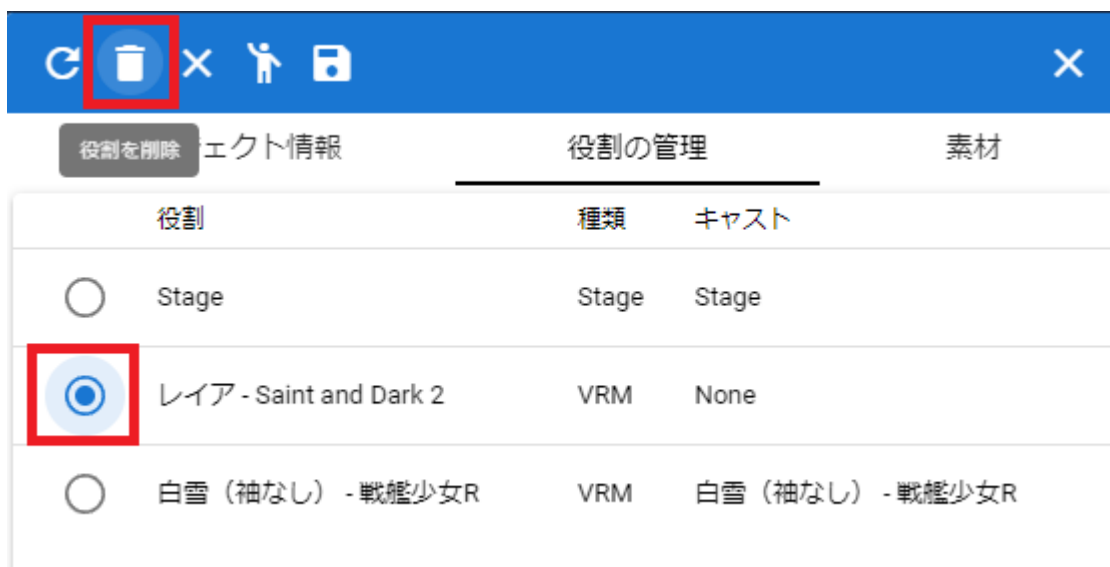 役割を削除 ェクト情報 役割の管理 素材
役割 種類 キャスト
Stage Stage Stage
レイア - Saint and Dark 2 VRM None
白雪（袖なし） - 戦艦少女R VRM 白雪（袖なし） - 戦艦少女R